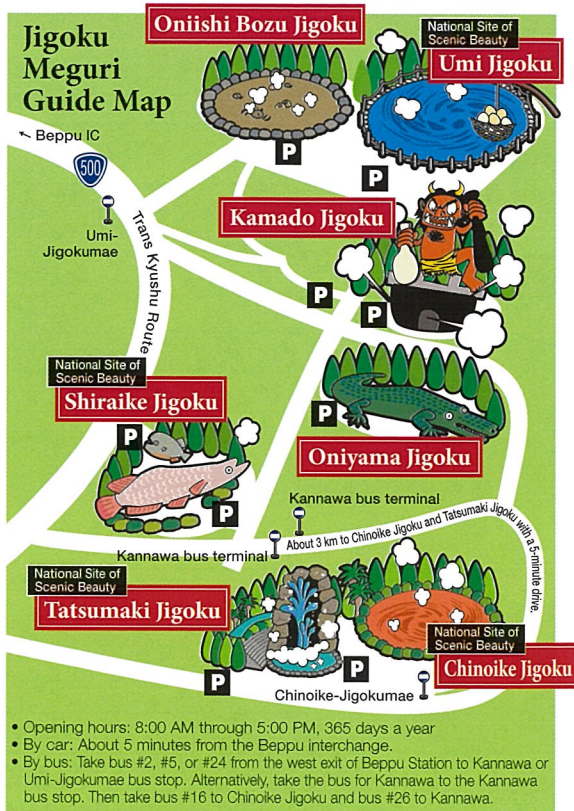 Jigoku
Meguri
Guide Map
Oniishi Bozu Jigoku
National Site of
Scenic Beauty
Umi Jigoku
← Beppu IC
500
P
P
Umi-
Jigokumae
Kamado Jigoku
Trans Kyushu Route
P
P
National Site of
Scenic Beauty
Shiraike Jigoku
P
P
Oniyama Jigoku
P
Kannawa bus terminal
Kannawa bus terminal
About 3 km to Chinoike Jigoku and Tatsumaki Jigoku with a 5-minute drive.
National Site of
Scenic Beauty
Tatsumaki Jigoku
National Site of
Scenic Beauty
Chinoike Jigoku
P
P
Chinoike-Jigokumae
• Opening hours: 8:00 AM through 5:00 PM, 365 days a year
• By car: About 5 minutes from the Beppu interchange.
• By bus: Take bus #2, #5, or #24 from the west exit of Beppu Station to Kannawa or
Umi-Jigokumae bus stop. Alternatively, take the bus for Kannawa to the Kannawa
bus stop. Then take bus #16 to Chinoike Jigoku and bus #26 to Kannawa.